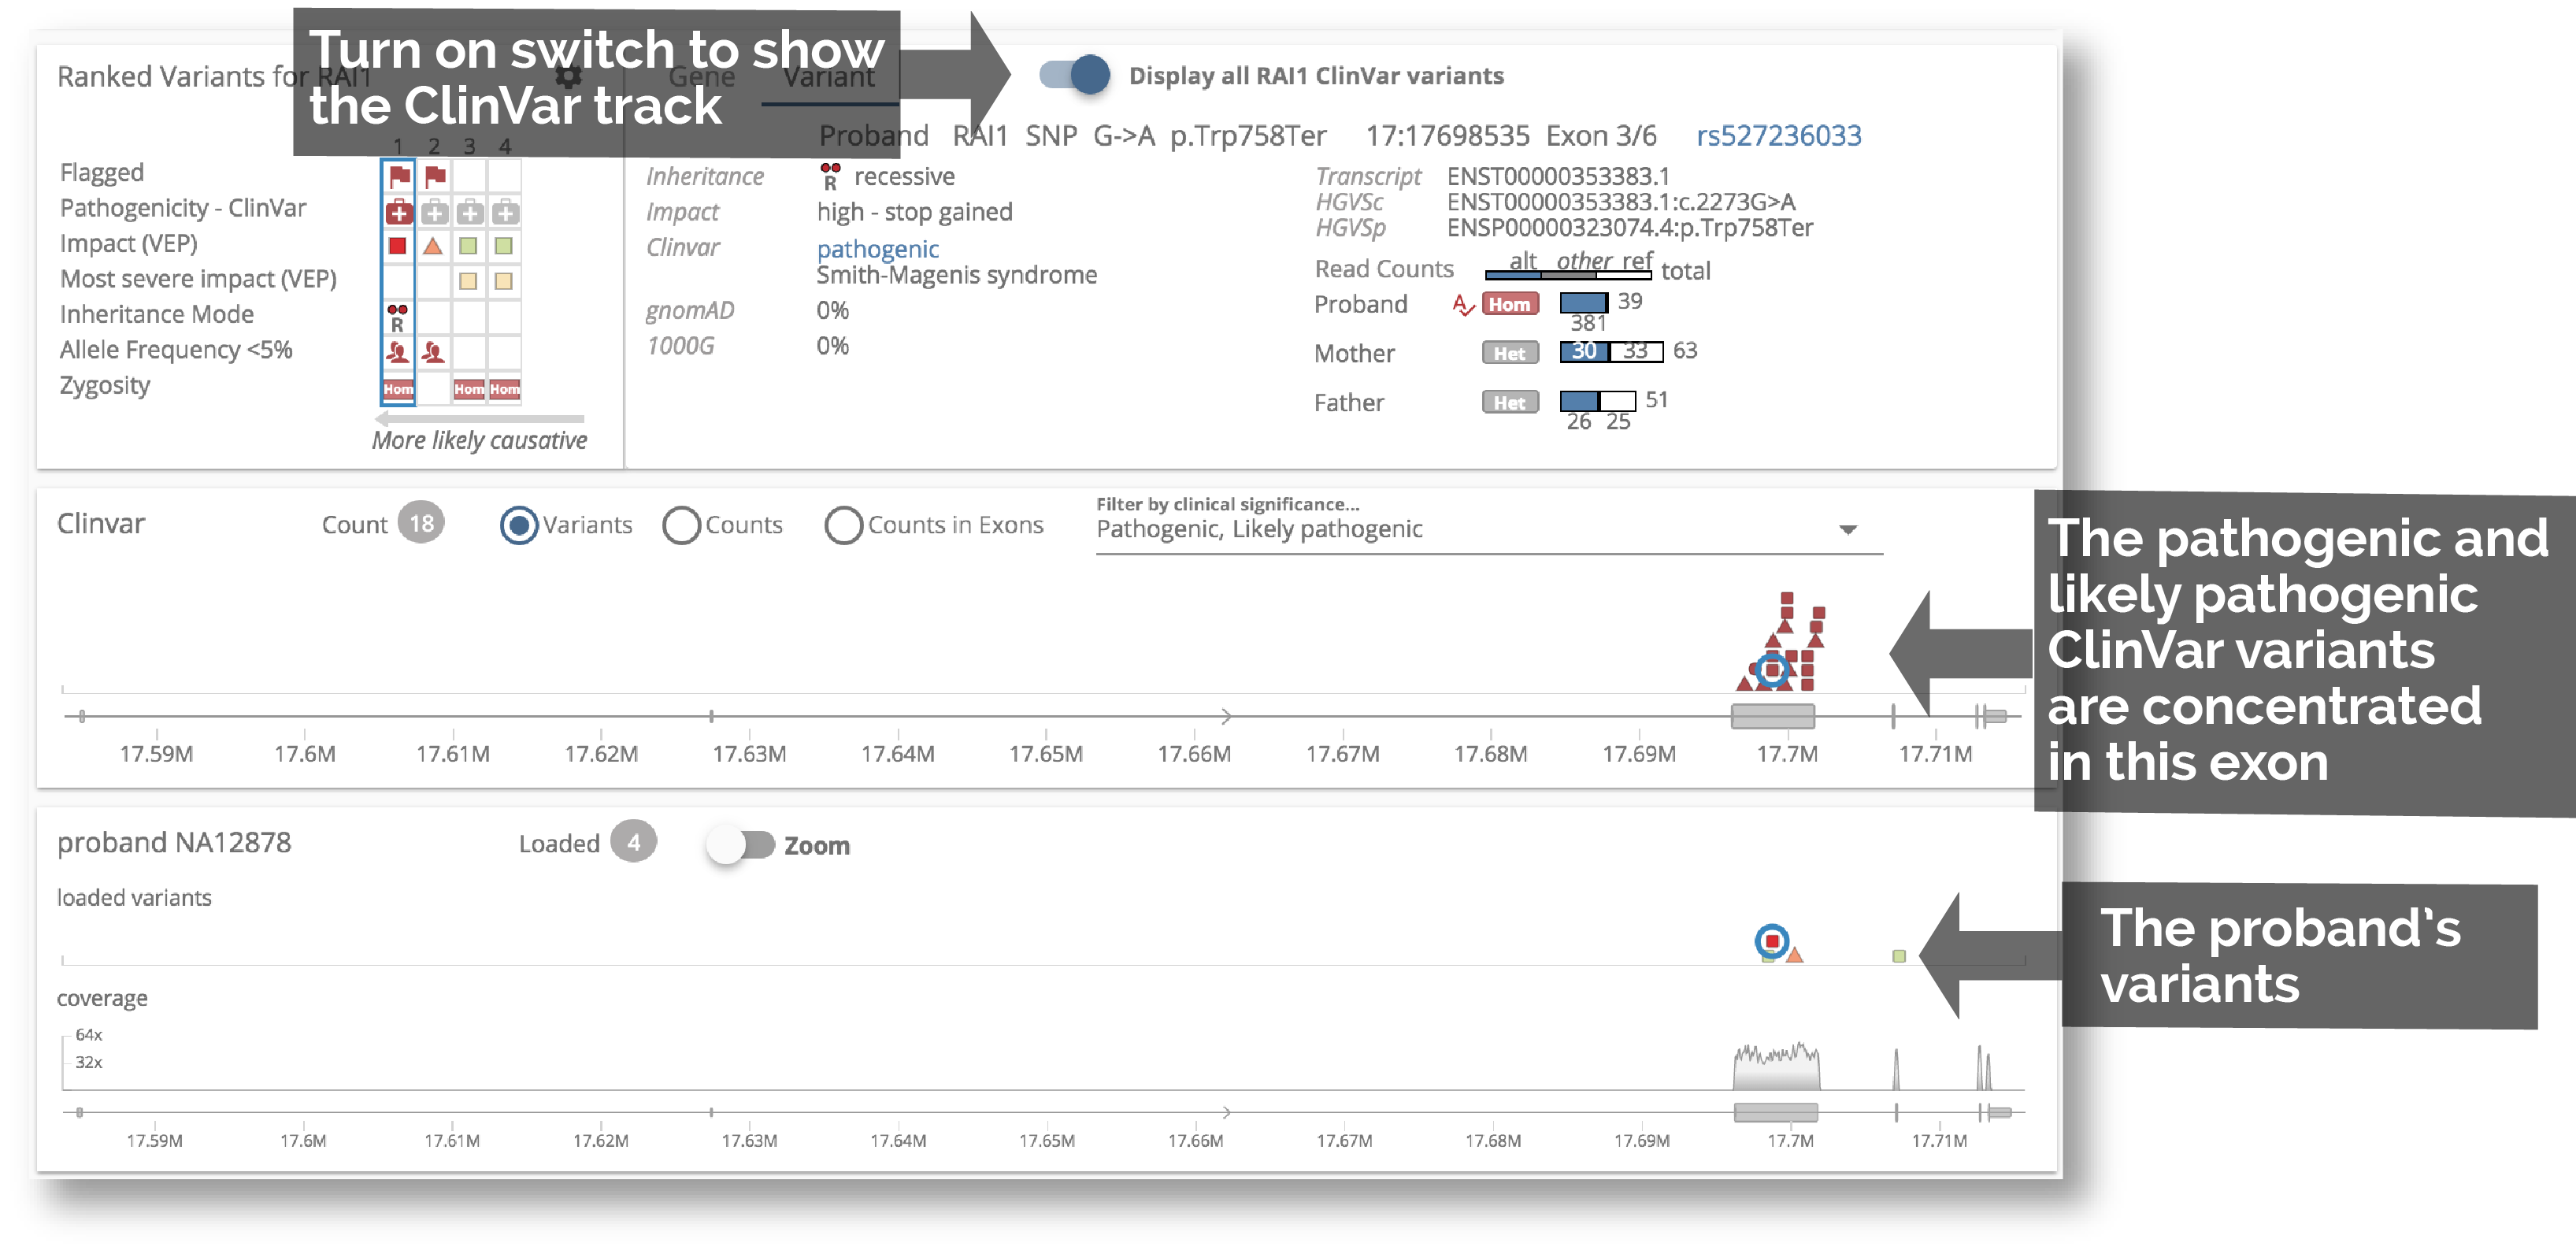 Turn on switch to show
the ClinVar track
Ranked Variants for RAI1
Gene Variant
Display all RAI1 ClinVar variants
Proband RAI1 SNP G->A p.Trp758Ter 17:17698535 Exon 3/6 rs527236033
1 2 3 4
Flagged
Pathogenicity - ClinVar
Impact (VEP)
Most severe impact (VEP)
Inheritance Mode
R
Allele Frequency <5%
Zygosity
Hom Hom Hom
More likely causative
Inheritance R recessive
Impact high - stop gained
Clinvar pathogenic
Smith-Magenis syndrome
gnomAD 0%
1000G 0%
Transcript ENST00000353383.1
HGVSc ENST00000353383.1:c.2273G>A
HGVSp ENSP00000323074.4:p.Trp758Ter
Read Counts alt other ref total
Proband A Hom 39
381
Mother Het 30 33 63
Father Het 51
26 25
Clinvar Count 18 Variants Counts Counts in Exons
Filter by clinical significance...
Pathogenic, Likely pathogenic
17.59M 17.6M 17.61M 17.62M 17.63M 17.64M 17.65M 17.66M 17.67M 17.68M 17.69M 17.7M 17.71M
The pathogenic and
likely pathogenic
ClinVar variants
are concentrated
in this exon
proband NA12878 Loaded 4 Zoom
loaded variants
The proband's
variants
coverage
64x
32x
17.59M 17.6M 17.61M 17.62M 17.63M 17.64M 17.65M 17.66M 17.67M 17.68M 17.69M 17.7M 17.71M